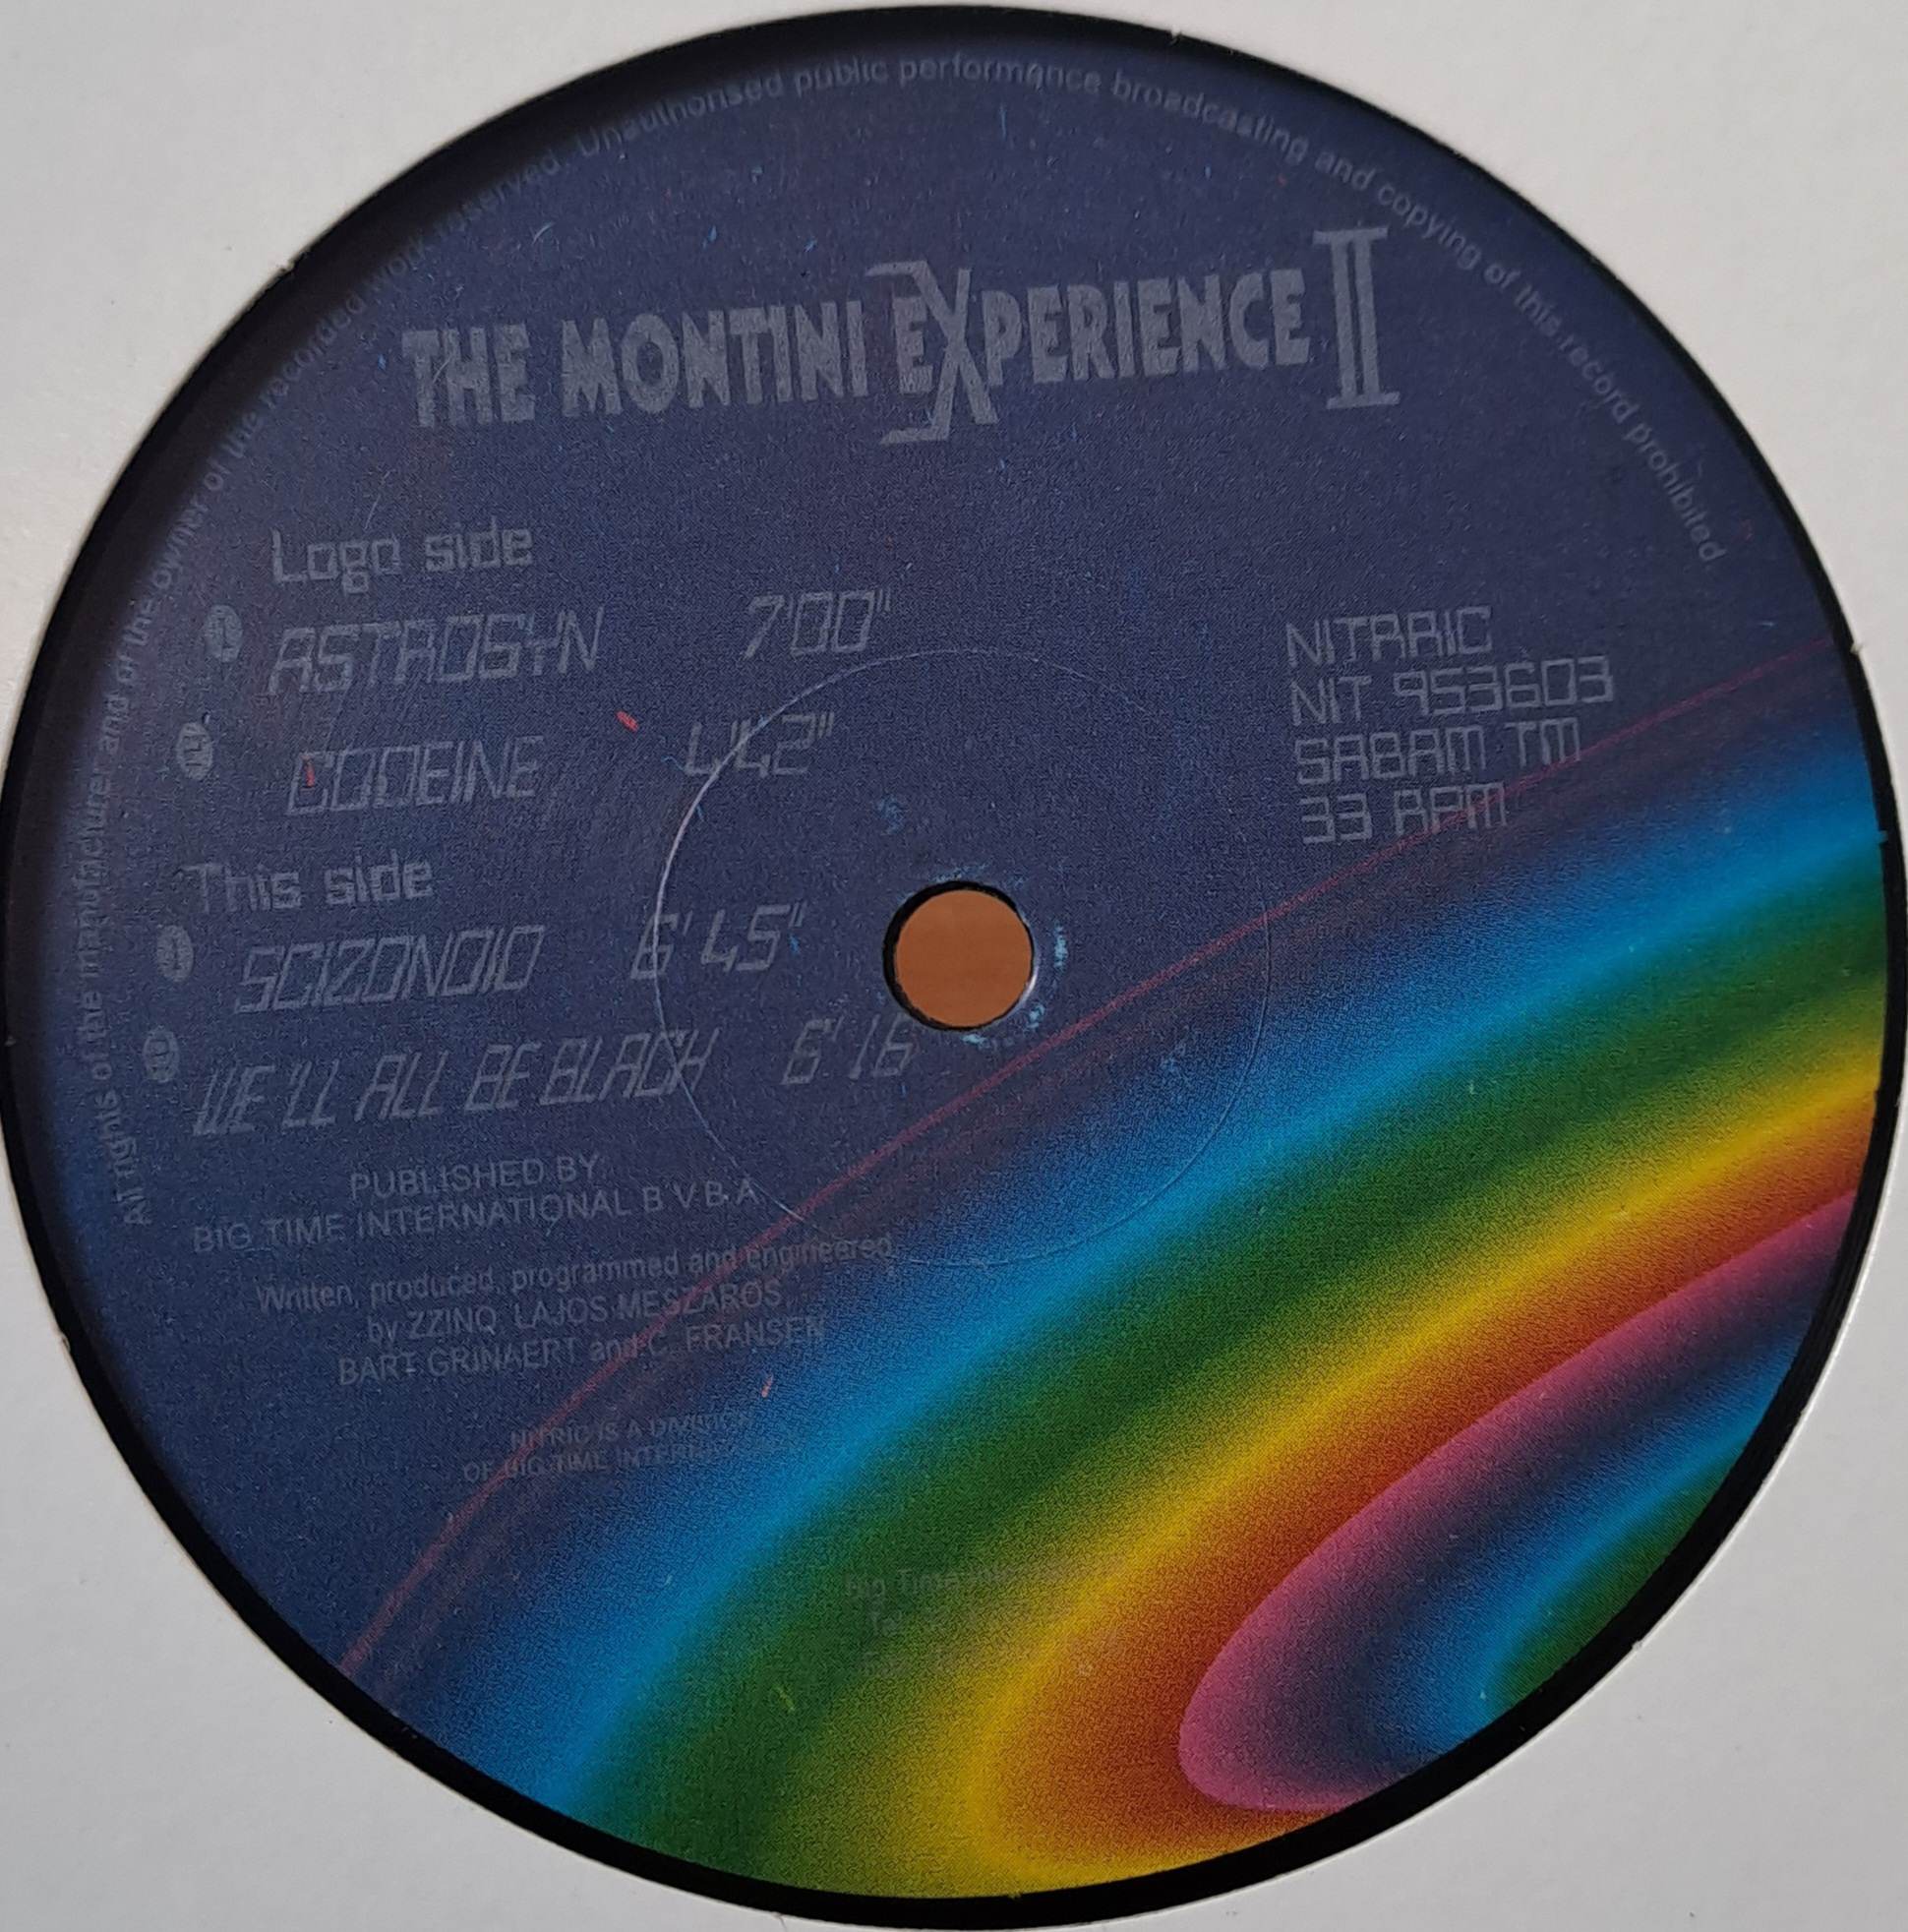 All rights of the manufacturer and of the owner of the recorded work reserved. Unauthorised public performance broadcasting and copying of this record prohibited.
THE MONTINI EXPERIENCE II
Logo side
ASTROSYN 7'00"
CODEINE 4'42"
This side
SCIZONOID 6'45"
WE'LL ALL BE BLACK 6'16
NITRRIC
NIT 953603
SABAM TM
33 RPM
PUBLISHED BY
BIG TIME INTERNATIONAL B.V.B.A
Written, produced, programmed and engineered
by ZZINO, LAJOS MESZAROS,
BART GRINAERT and C. FRANSEN
NITRIC IS A DIVISION
OF BIG TIME INTERNATIONAL
Big Time